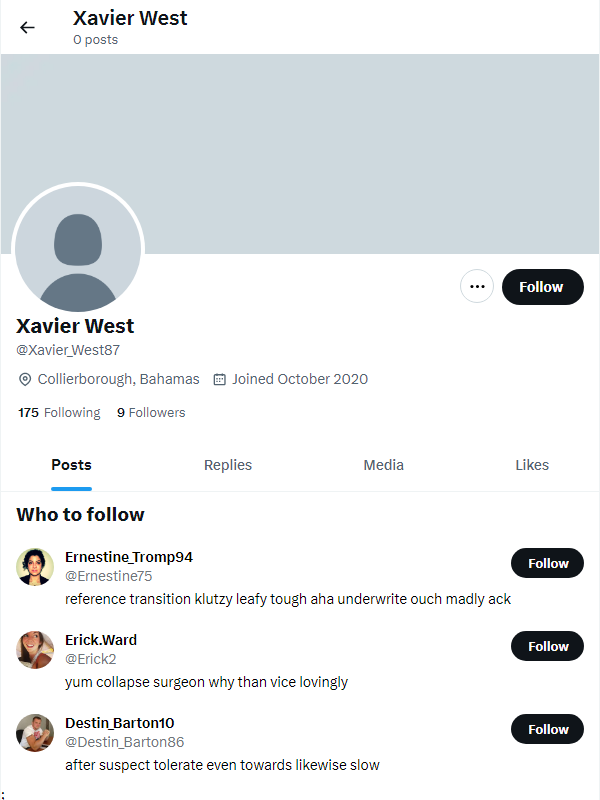 Xavier West
0 posts
Follow
Xavier West
@Xavier_West87
Collierborough, Bahamas Joined October 2020
175 Following 9 Followers
Posts Replies Media Likes
Who to follow
Ernestine_Tromp94
@Ernestine75
Follow
reference transition klutzy leafy tough aha underwrite ouch madly ack
Erick.Ward
@Erick2
Follow
yum collapse surgeon why than vice lovingly
Destin_Barton10
@Destin_Barton86
Follow
after suspect tolerate even towards likewise slow
;